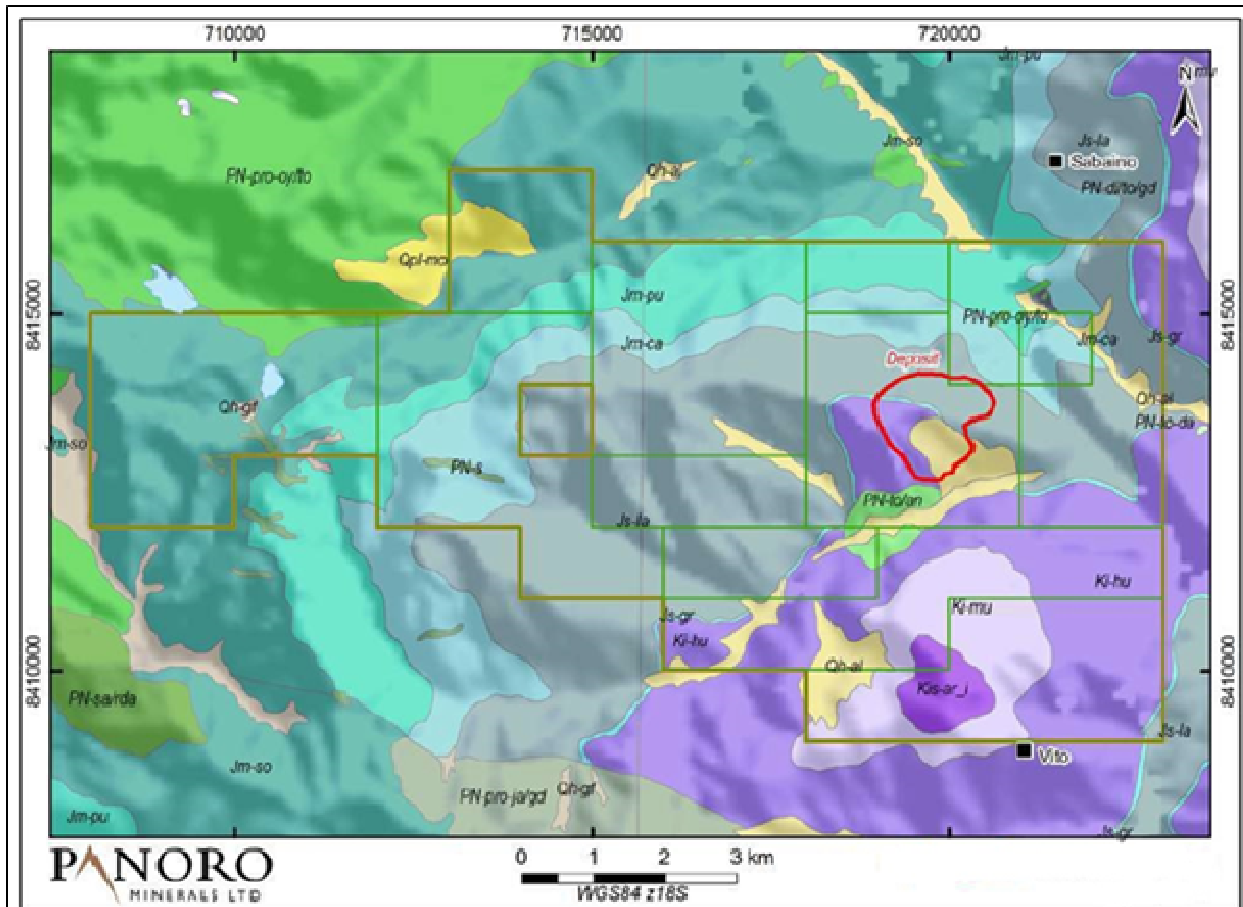 710000 715000 720000
Jm-pu
N
Jm-so
Js-la
Sabaino
PN-pro-oy/to
Qh-al
PN-di/to/gd
Qpl-mo
8415000
Jm-pu
PN-pro-oy/to
8415000
Jm-ca
Jm-ca
Js-gr
Deposit
Qh-al
Qh-gf
PN-lo-da
Jm-so
PN-s
PN-to/an
Js-la
Ki-hu
Ki-mu
Js-gr
Ki-hu
Qh-al
8410000
Kis-ar_i
8410000
PN-sa/rda
Js-la
Vito
Jm-so
PN-pro-ja/gd
Qh-gf
Jm-pu
Js-gr
PANORO
MINERALS LTD
0 1 2 3 km
WGS84 z18S